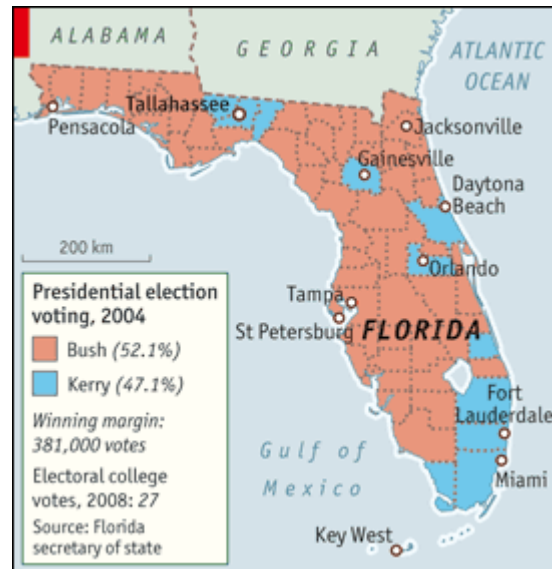 ALABAMA
GEORGIA
ATLANTIC
OCEAN
Tallahassee
Pensacola
Jacksonville
Gainesville
Daytona
Beach
200 km
Orlando
Tampa
St Petersburg
FLORIDA
Fort
Lauderdale
Miami
Gulf of
Mexico
Key West
Presidential election
voting, 2004
Bush (52.1%)
Kerry (47.1%)
Winning margin:
381,000 votes
Electoral college
votes, 2008: 27
Source: Florida
secretary of state